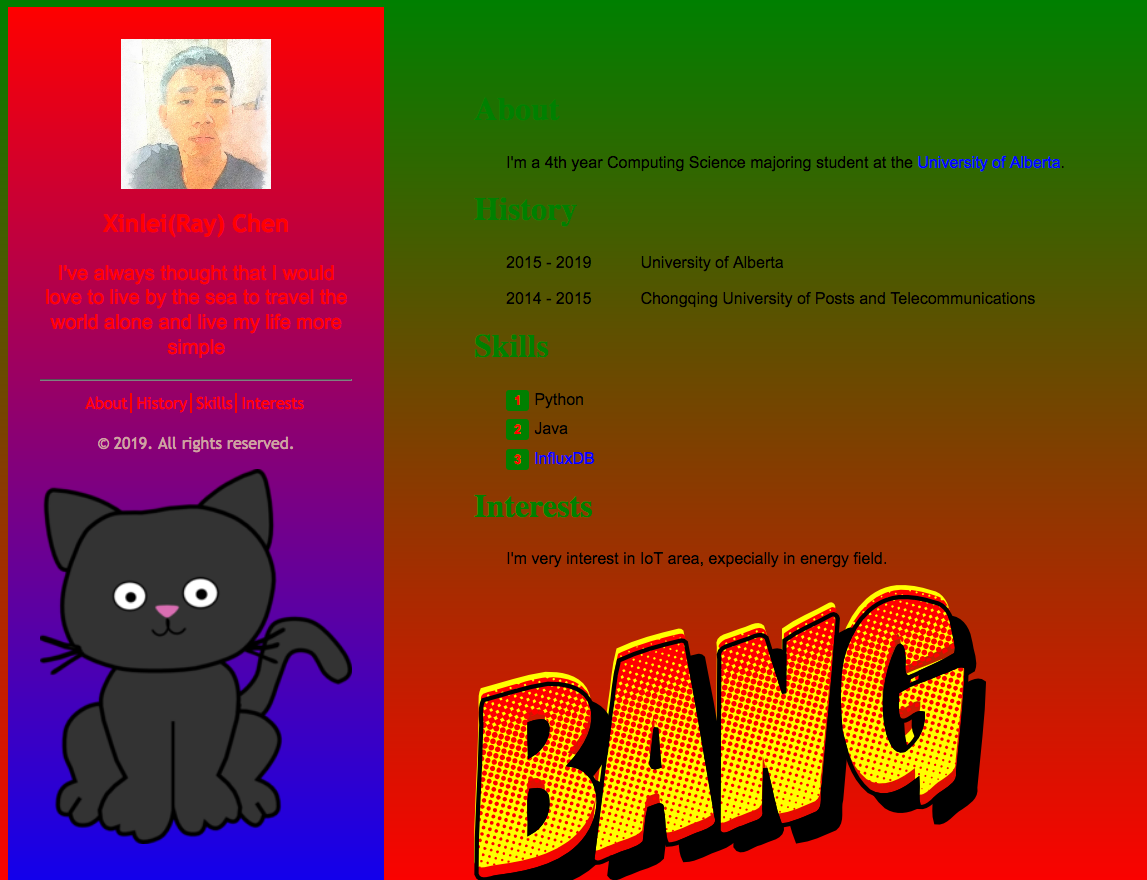 Xinlei(Ray) Chen
I've always thought that I would
love to live by the sea to travel the
world alone and live my life more
simple
About| History| Skills| Interests
© 2019. All rights reserved.
About
I'm a 4th year Computing Science majoring student at the University of Alberta.
History
2015 - 2019 University of Alberta
2014 - 2015 Chongqing University of Posts and Telecommunications
Skills
1 Python
2 Java
3 InfluxDB
Interests
I'm very interest in IoT area, expecially in energy field.
BANG